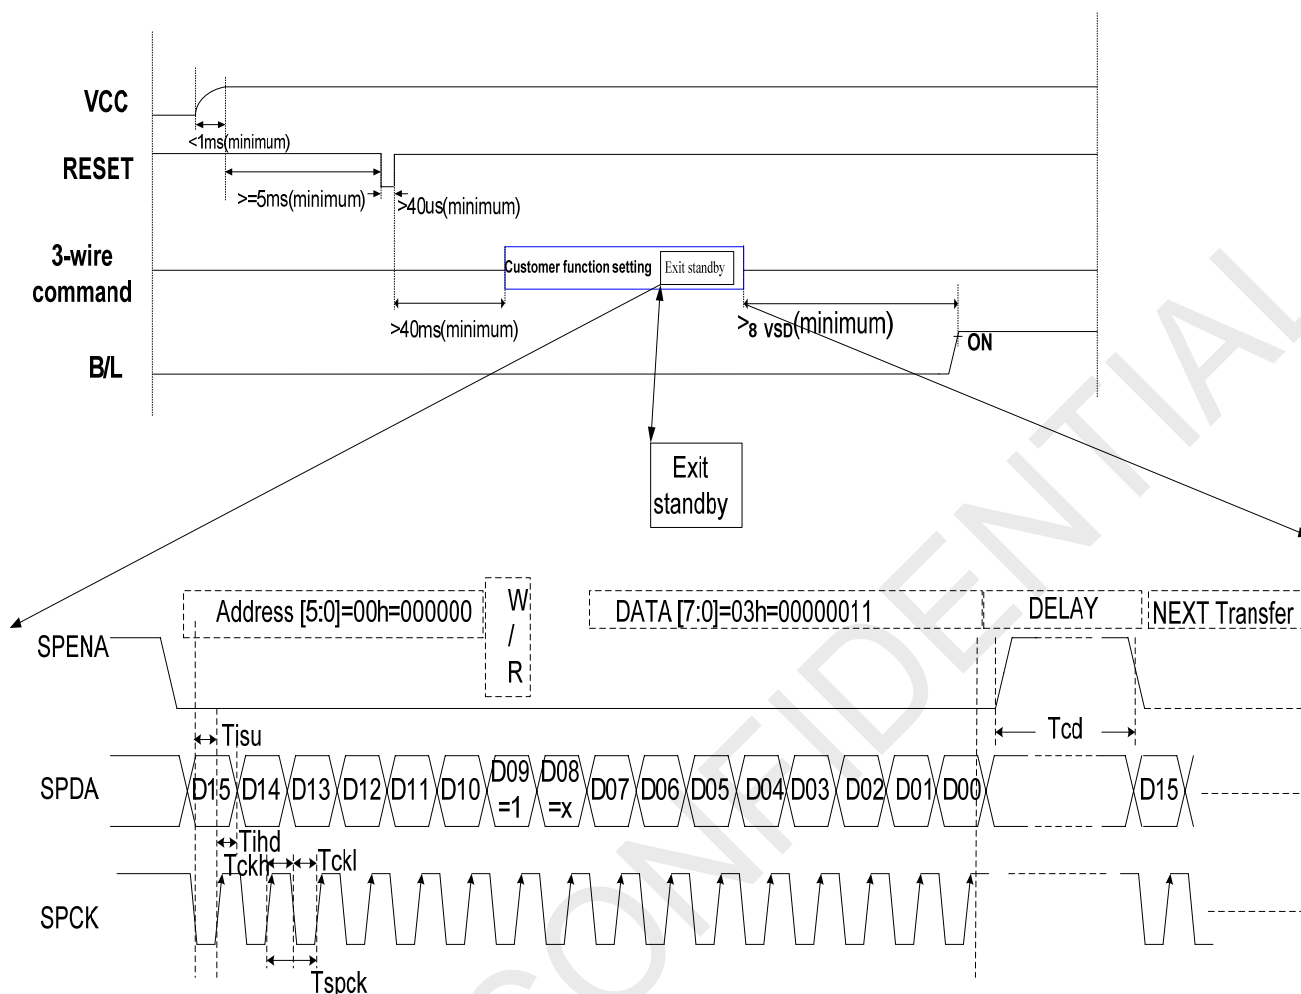 VCC
<1ms(minimum)
RESET
>=5ms(minimum)
>40us(minimum)
3-wire
command
Customer function setting
Exit standby
>40ms(minimum)
>8 VSD(minimum)
ON
B/L
Exit
standby
Address [5:0]=00h=000000
W
/
R
DATA [7:0]=03h=00000011
DELAY
NEXT Transfer
SPENA
Tisu
Tcd
SPDA
D15
D14
D13
D12
D11
D10
D09
=1
D08
=x
D07
D06
D05
D04
D03
D02
D01
D00
D15
Tihd
Tckh
Tckl
SPCK
Tspck
CONFIDENTIAL